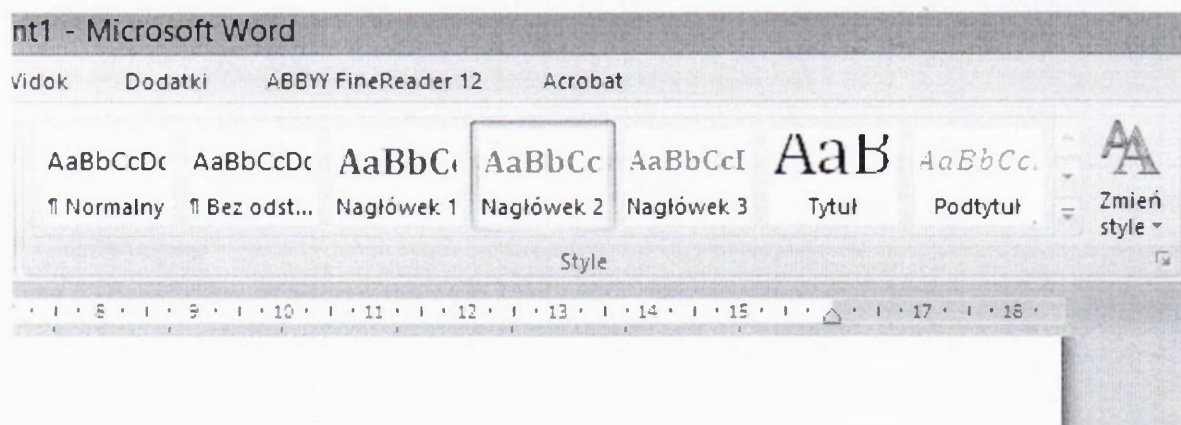 nt1 - Microsoft Word
Widok Dodatki ABBYY FineReader 12 Acrobat
AaBbCcDc AaBbCcDc AaBbC AaBbCc AaBbCcI AaB AaBbCc.
¶ Normalny ¶ Bez odst... Nagłówek 1 Nagłówek 2 Nagłówek 3 Tytuł Podtytuł
Zmień
style
Style
8 9 10 11 12 13 14 15 17 18